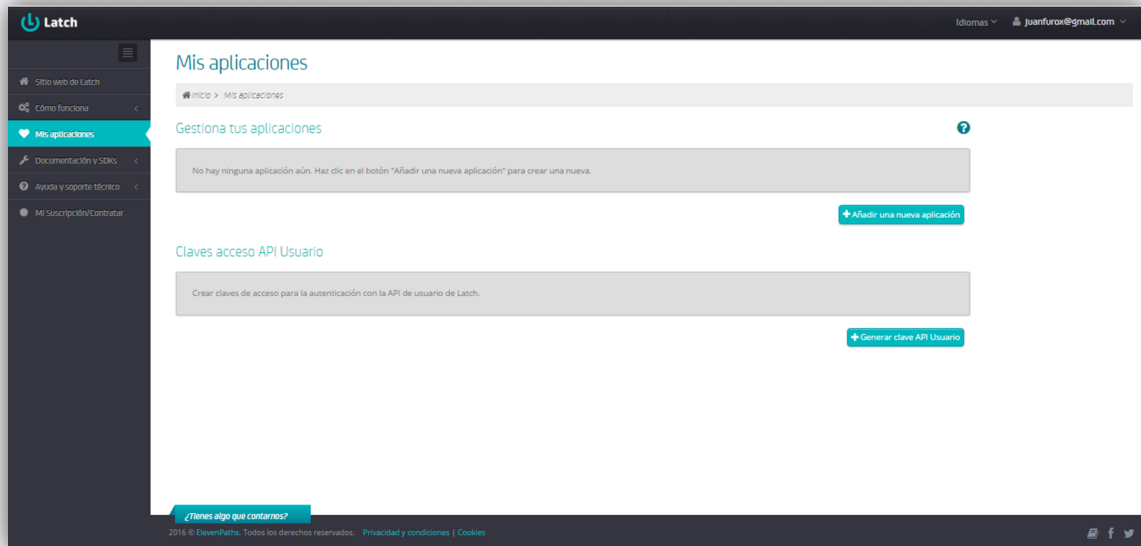 Latch
Idiomas
juanfurox@gmail.com
Sitio web de Latch
Cómo funciona
Mis aplicaciones
Documentación y SDKs
Ayuda y soporte técnico
Mi Suscripción/Contratar
Mis aplicaciones
Inicio > Mis aplicaciones
Gestiona tus aplicaciones
No hay ninguna aplicación aún. Haz clic en el botón "Añadir una nueva aplicación" para crear una nueva.
Añadir una nueva aplicación
Claves acceso API Usuario
Crear claves de acceso para la autenticación con la API de usuario de Latch.
Generar clave API Usuario
¿Tienes algo que contarnos?
2016 © ElevenPaths. Todos los derechos reservados. Privacidad y condiciones | Cookies